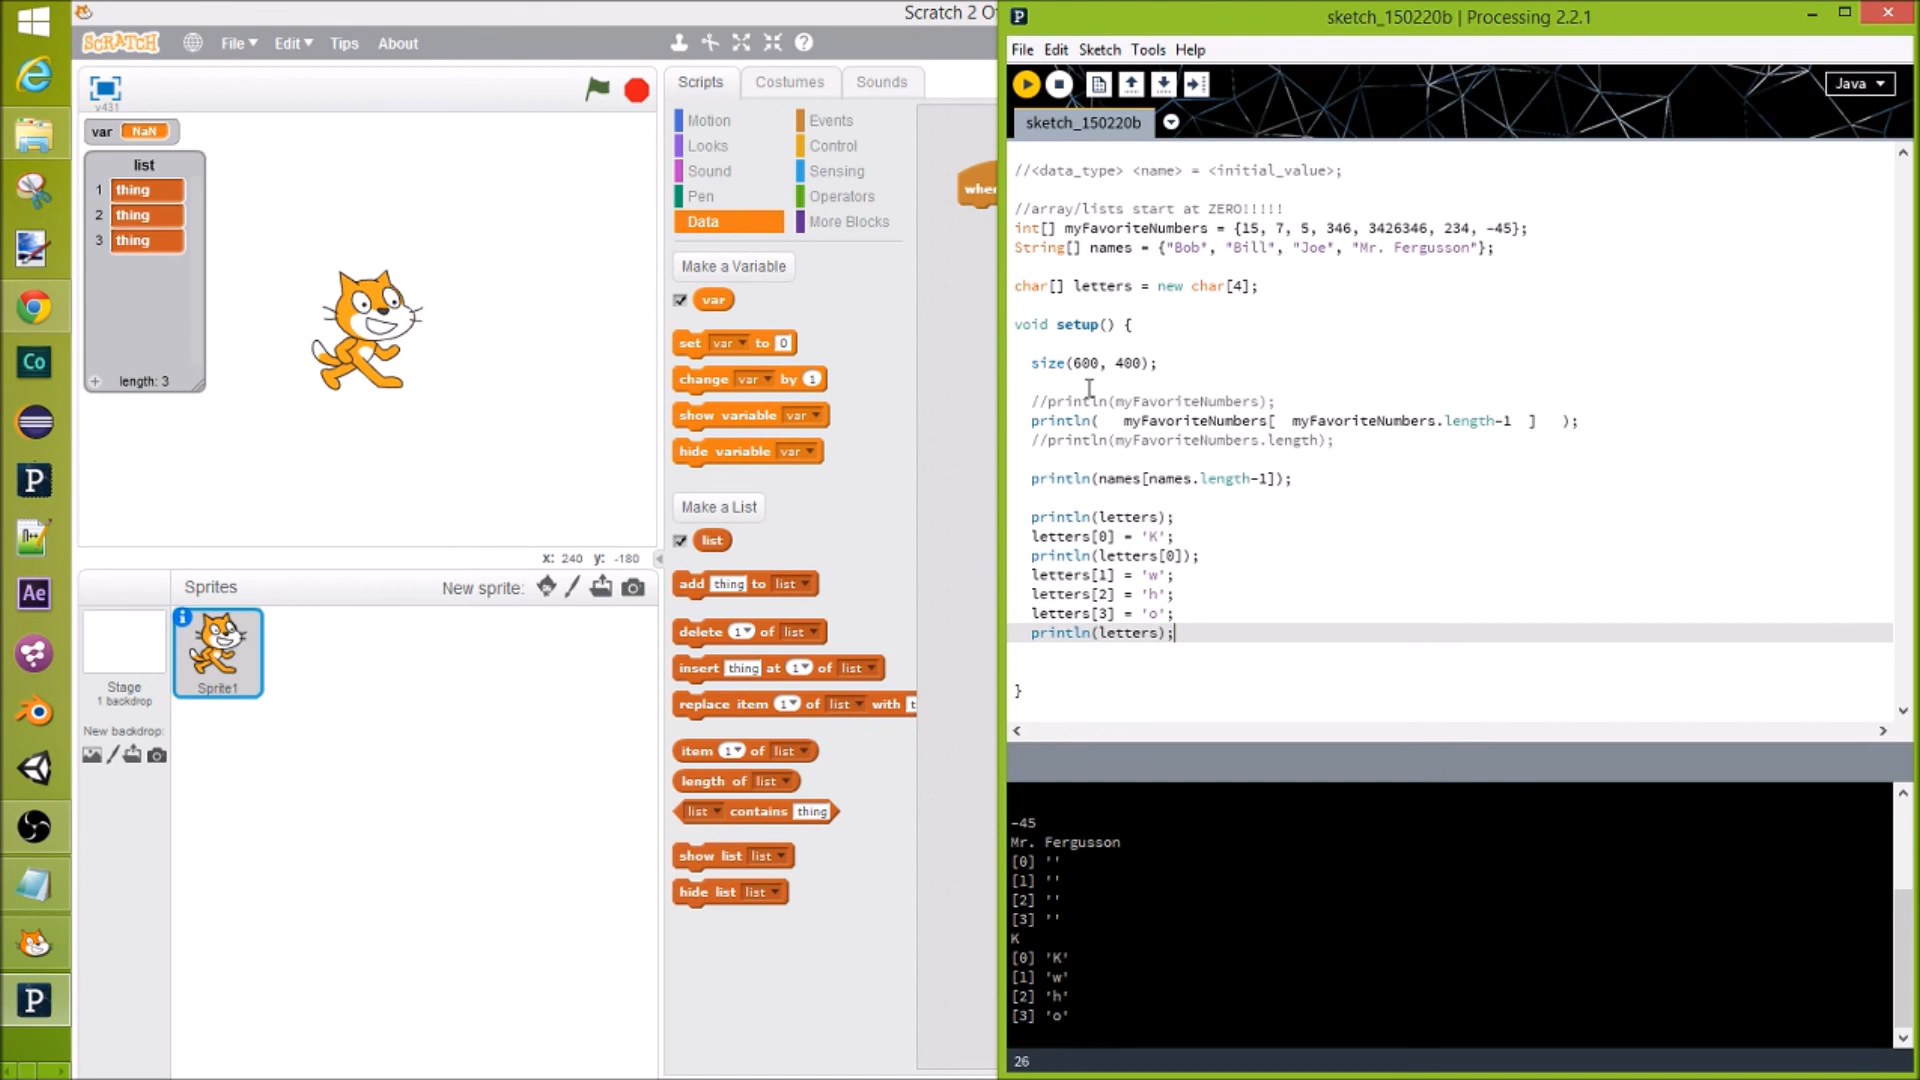 Scratch 2 O
SCRATCH
File Edit Tips About
v431
var NaN
list
1 thing
2 thing
3 thing
length: 3
x: 240 y: -180
Sprites New sprite:
Stage
1 backdrop
New backdrop:
Sprite1
Scripts Costumes Sounds
Motion Events
Looks Control
Sound Sensing
Pen Operators
Data More Blocks
Make a Variable
var
set var to 0
change var by 1
show variable var
hide variable var
Make a List
list
add thing to list
delete 1 of list
insert thing at 1 of list
replace item 1 of list with t
item 1 of list
length of list
list contains thing
show list list
hide list list
when
Co
P
n++
Ae
P
P sketch_150220b | Processing 2.2.1
File Edit Sketch Tools Help
Java
sketch_150220b
//<data_type> <name> = <initial_value>;
//array/lists start at ZERO!!!!!
int[] myFavoriteNumbers = {15, 7, 5, 346, 3426346, 234, -45};
String[] names = {"Bob", "Bill", "Joe", "Mr. Fergusson"};
char[] letters = new char[4];
void setup() {
size(600, 400);
//println(myFavoriteNumbers);
println( myFavoriteNumbers[ myFavoriteNumbers.length-1 ] );
//println(myFavoriteNumbers.length);
println(names[names.length-1]);
println(letters);
letters[0] = 'K';
println(letters[0]);
letters[1] = 'w';
letters[2] = 'h';
letters[3] = 'o';
println(letters);
}
-45
Mr. Fergusson
[0] ''
[1] ''
[2] ''
[3] ''
K
[0] 'K'
[1] 'w'
[2] 'h'
[3] 'o'
26